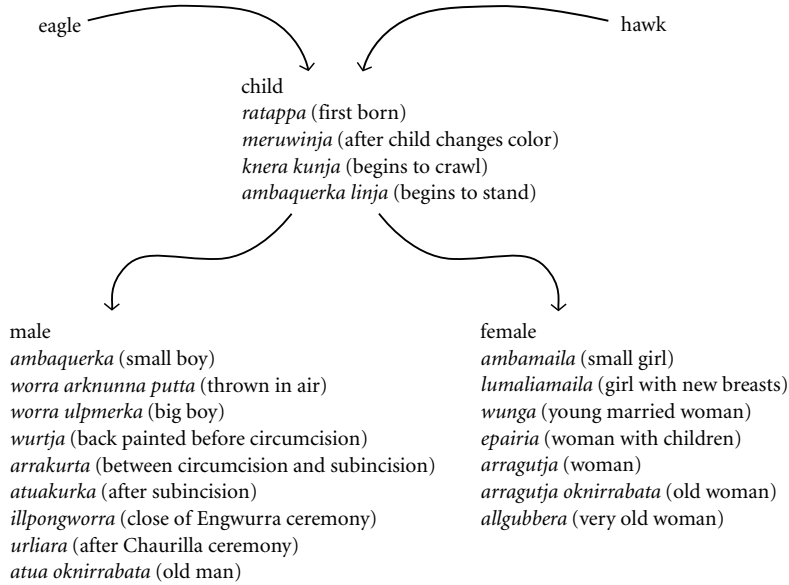 eagle
hawk
child
ratappa (first born)
meruwinja (after child changes color)
knera kunja (begins to crawl)
ambaquerka linja (begins to stand)
male
ambaquerka (small boy)
worra arknunna putta (thrown in air)
worra ulpmerka (big boy)
wurtja (back painted before circumcision)
arrakurta (between circumcision and subincision)
atuakurka (after subincision)
illpongworra (close of Engwurra ceremony)
urliara (after Chaurilla ceremony)
atua oknirrabata (old man)
female
ambamaila (small girl)
lumaliamaila (girl with new breasts)
wunga (young married woman)
epairia (woman with children)
arragutja (woman)
arragutja oknirrabata (old woman)
allgubbera (very old woman)